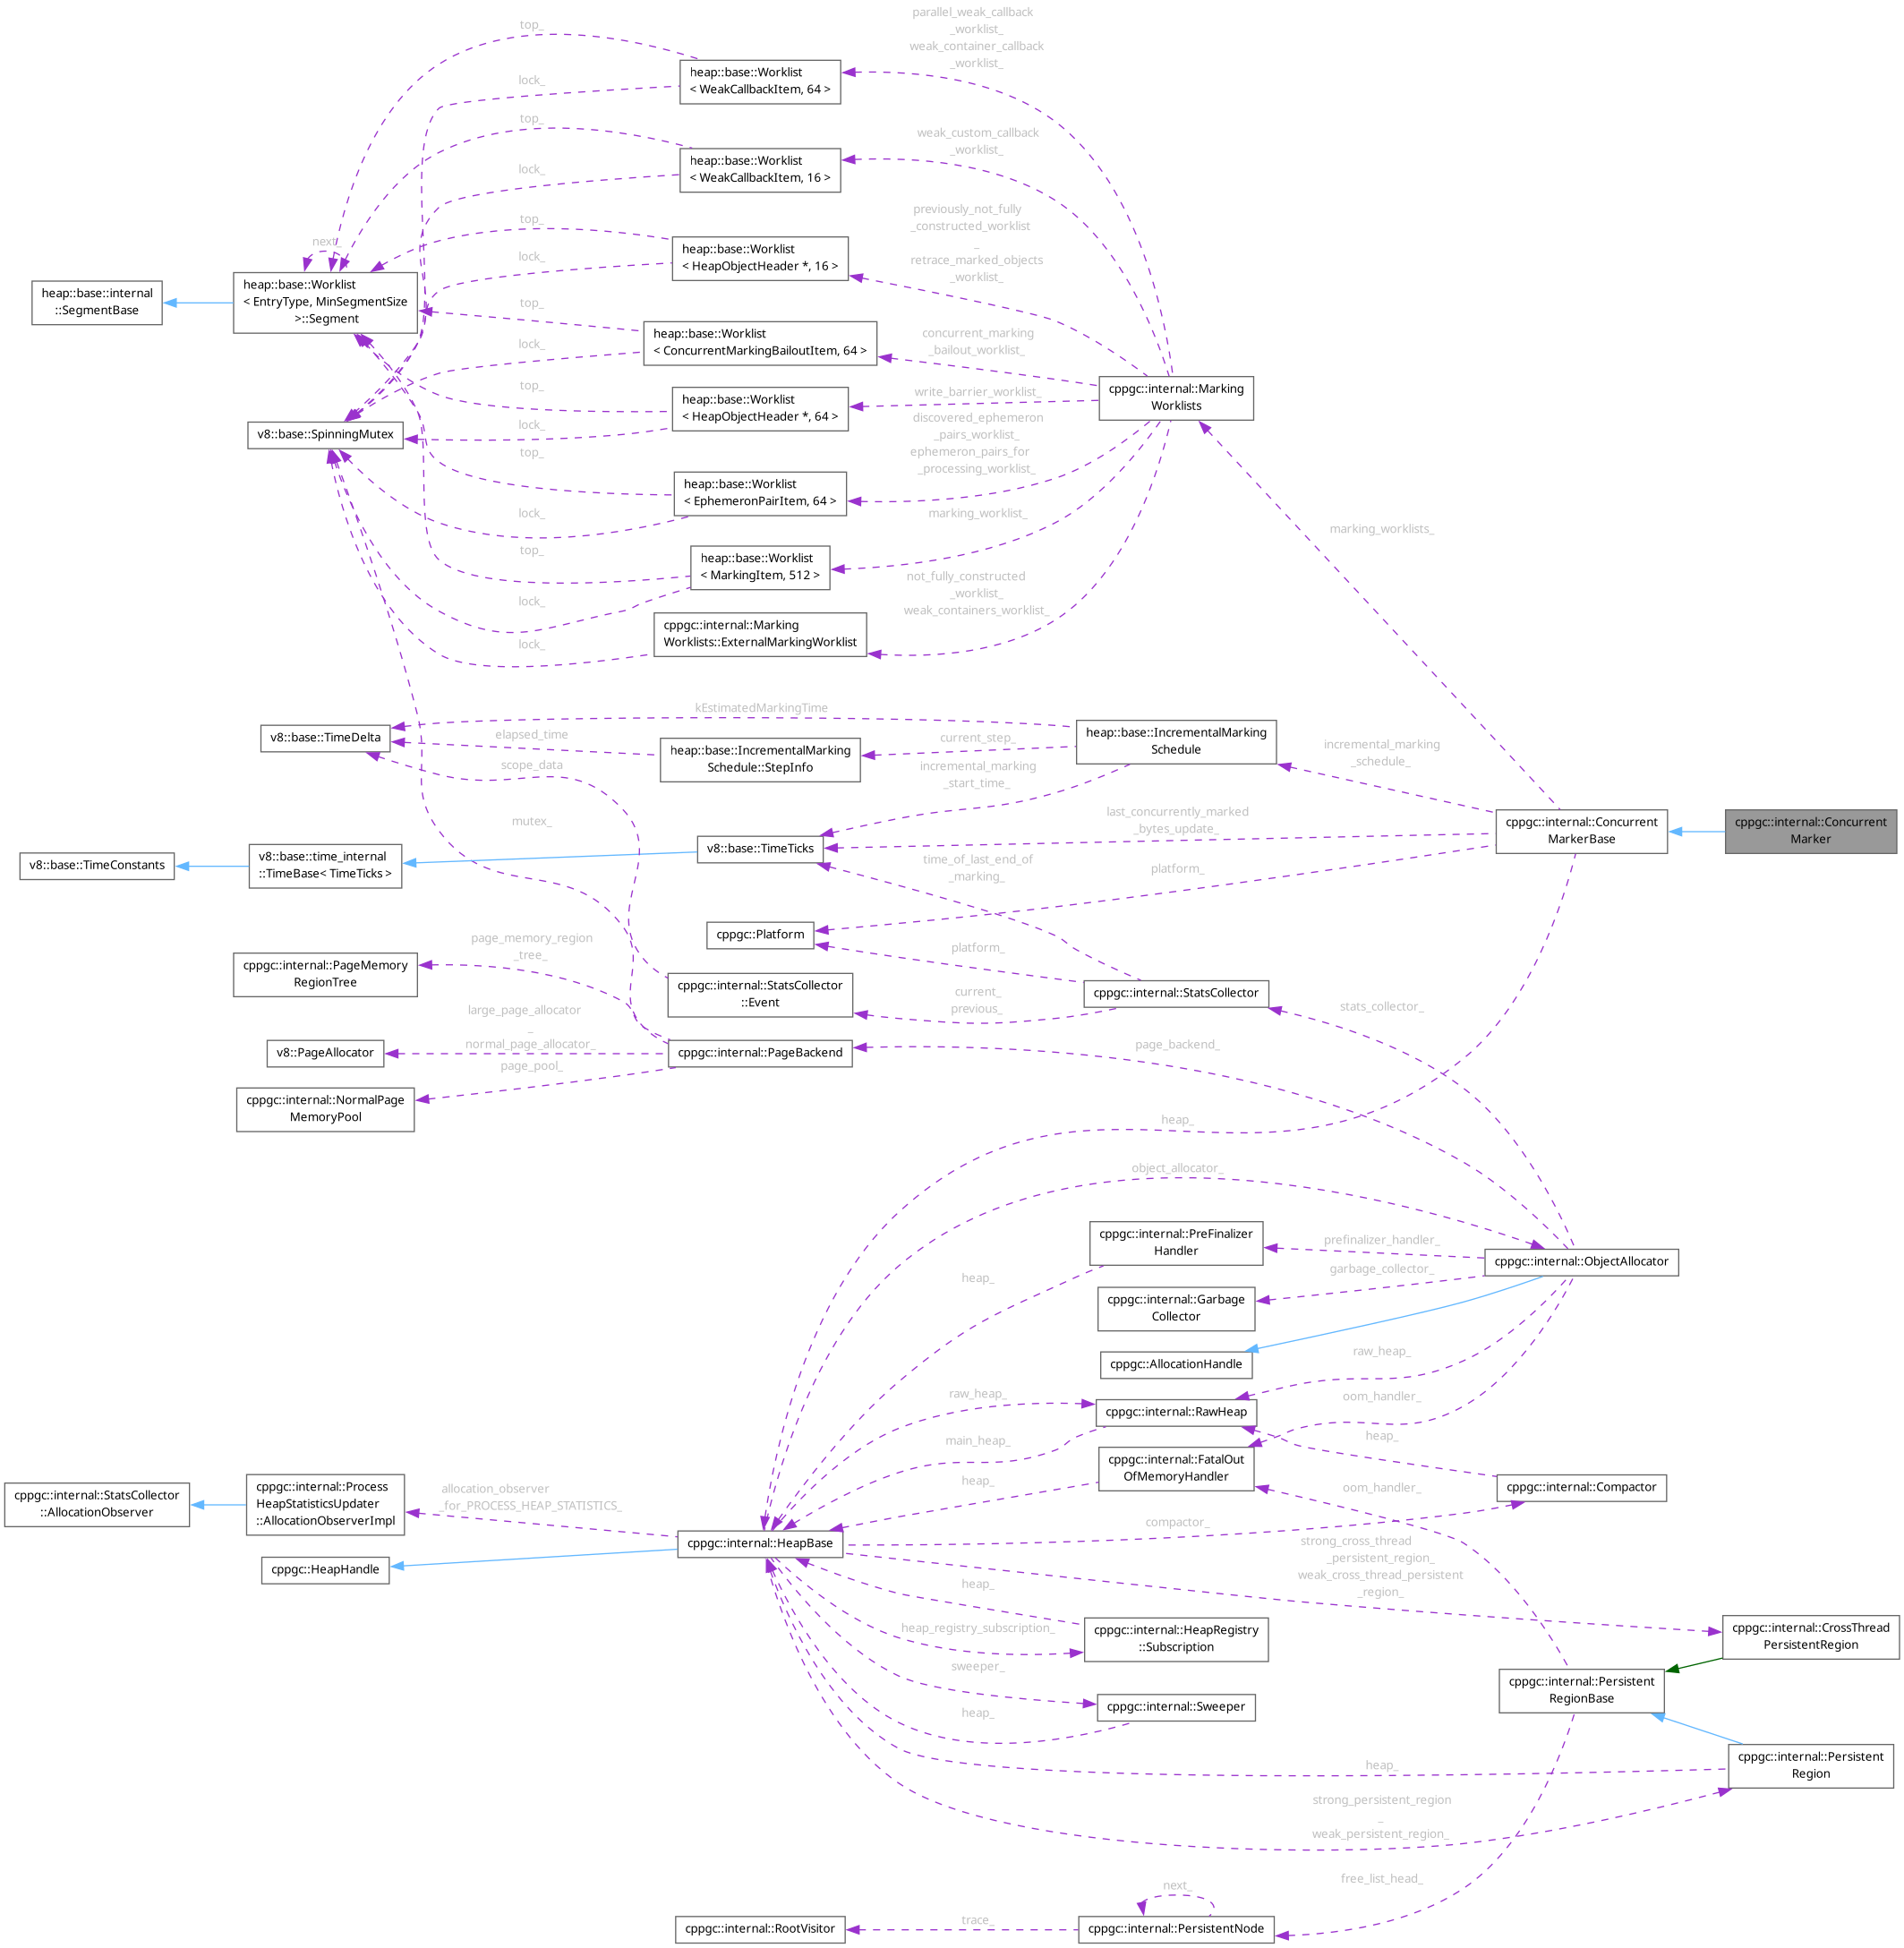 top_
parallel_weak_callback
_worklist_
weak_container_callback
_worklist_
heap::base::Worklist
< WeakCallbackItem, 64 >
lock_
top_
weak_custom_callback
_worklist_
heap::base::Worklist
< WeakCallbackItem, 16 >
lock_
top_
previously_not_fully
_constructed_worklist
_
retrace_marked_objects
_worklist_
heap::base::Worklist
< HeapObjectHeader *, 16 >
next_
lock_
heap::base::internal
::SegmentBase
heap::base::Worklist
< EntryType, MinSegmentSize
>::Segment
top_
heap::base::Worklist
< ConcurrentMarkingBailoutItem, 64 >
concurrent_marking
_bailout_worklist_
lock_
top_
heap::base::Worklist
< HeapObjectHeader *, 64 >
write_barrier_worklist_
cppgc::internal::Marking
Worklists
v8::base::SpinningMutex
lock_
top_
discovered_ephemeron
_pairs_worklist_
ephemeron_pairs_for
_processing_worklist_
heap::base::Worklist
< EphemeronPairItem, 64 >
lock_
marking_worklist_
marking_worklists_
top_
heap::base::Worklist
< MarkingItem, 512 >
lock_
not_fully_constructed
_worklist_
weak_containers_worklist_
cppgc::internal::Marking
Worklists::ExternalMarkingWorklist
lock_
kEstimatedMarkingTime
v8::base::TimeDelta
elapsed_time
heap::base::IncrementalMarking
Schedule::StepInfo
current_step_
heap::base::IncrementalMarking
Schedule
incremental_marking
_schedule_
scope_data
incremental_marking
_start_time_
mutex_
last_concurrently_marked
_bytes_update_
cppgc::internal::Concurrent
MarkerBase
cppgc::internal::Concurrent
Marker
v8::base::TimeConstants
v8::base::time_internal
::TimeBase< TimeTicks >
v8::base::TimeTicks
time_of_last_end_of
_marking_
platform_
cppgc::Platform
platform_
page_memory_region
_tree_
cppgc::internal::PageMemory
RegionTree
cppgc::internal::StatsCollector
::Event
current_
previous_
cppgc::internal::StatsCollector
stats_collector_
large_page_allocator
_
normal_page_allocator_
v8::PageAllocator
cppgc::internal::PageBackend
page_backend_
page_pool_
cppgc::internal::NormalPage
MemoryPool
heap_
object_allocator_
cppgc::internal::PreFinalizer
Handler
prefinalizer_handler_
cppgc::internal::ObjectAllocator
garbage_collector_
heap_
cppgc::internal::Garbage
Collector
cppgc::AllocationHandle
raw_heap_
raw_heap_
cppgc::internal::RawHeap
oom_handler_
main_heap_
heap_
cppgc::internal::FatalOut
OfMemoryHandler
heap_
oom_handler_
cppgc::internal::Compactor
cppgc::internal::StatsCollector
::AllocationObserver
cppgc::internal::Process
HeapStatisticsUpdater
::AllocationObserverImpl
allocation_observer
_for_PROCESS_HEAP_STATISTICS_
cppgc::internal::HeapBase
compactor_
cppgc::HeapHandle
strong_cross_thread
_persistent_region_
weak_cross_thread_persistent
_region_
heap_
heap_registry_subscription_
cppgc::internal::HeapRegistry
::Subscription
cppgc::internal::CrossThread
PersistentRegion
sweeper_
cppgc::internal::Persistent
RegionBase
cppgc::internal::Sweeper
heap_
heap_
cppgc::internal::Persistent
Region
strong_persistent_region
_
weak_persistent_region_
free_list_head_
next_
trace_
cppgc::internal::RootVisitor
cppgc::internal::PersistentNode